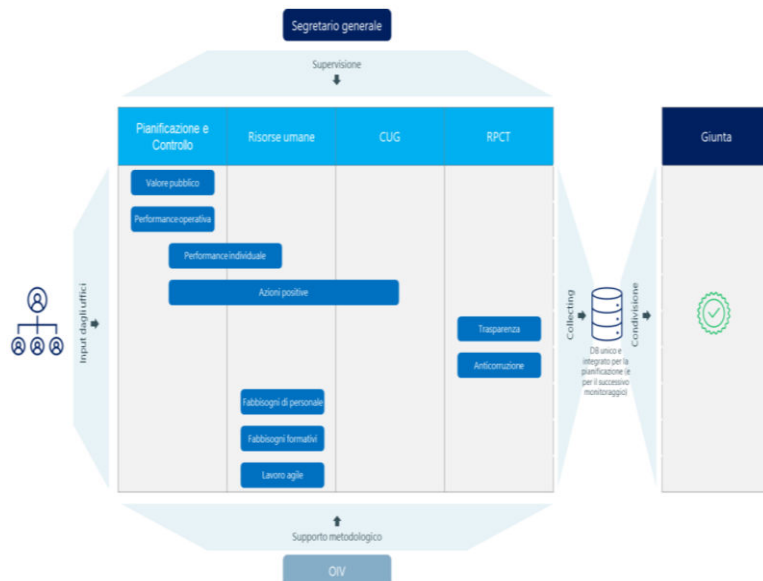 Segretario generale
Supervisione
Pianificazione e
Controllo
Risorse umane
CUG
RPCT
Giunta
Valore pubblico
Performance operativa
Performance individuale
Azioni positive
Trasparenza
Anticorruzione
Fabbisogni di personale
Fabbisogni formativi
Lavoro agile
Input dagli uffici
Collecting
DB unico e
integrato per la
pianificazione (e
per il successivo
monitoraggio)
Condivisione
Supporto metodologico
OIV